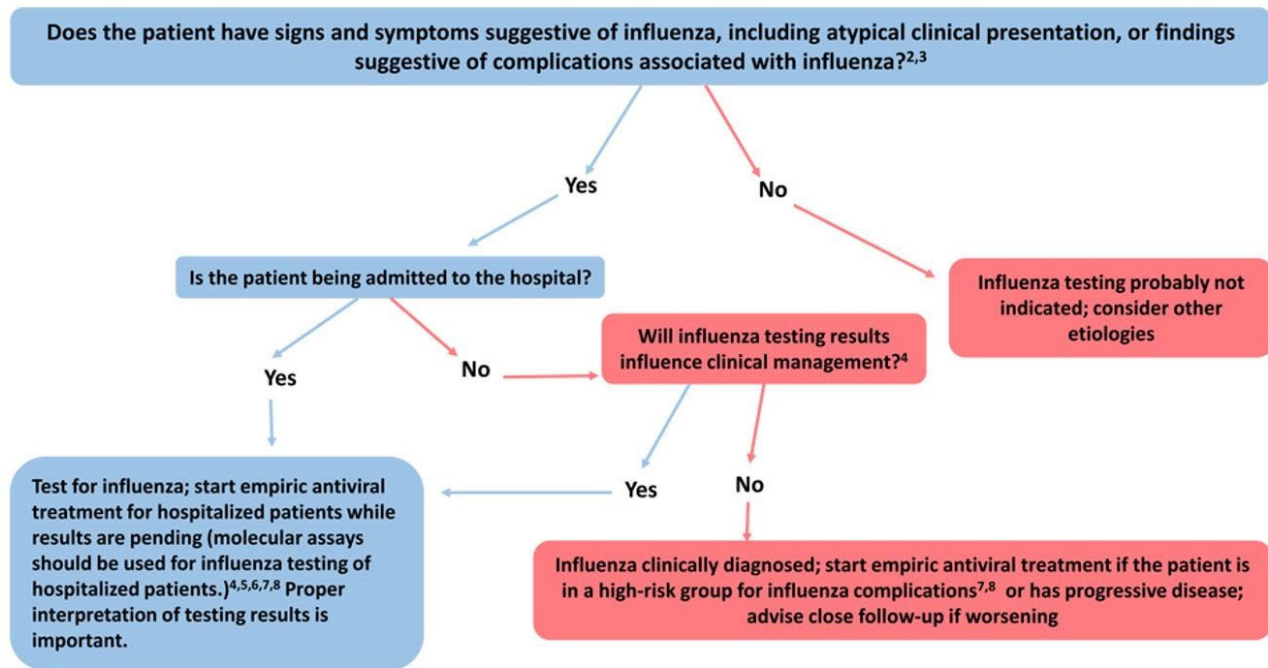 Does the patient have signs and symptoms suggestive of influenza, including atypical clinical presentation, or findings
suggestive of complications associated with influenza?2,3
Yes
No
Is the patient being admitted to the hospital?
Influenza testing probably not
indicated; consider other
etiologies
Will influenza testing results
influence clinical management?4
Yes
No
Test for influenza; start empiric antiviral
treatment for hospitalized patients while
results are pending (molecular assays
should be used for influenza testing of
hospitalized patients.)4,5,6,7,8 Proper
interpretation of testing results is
important.
Yes
No
Influenza clinically diagnosed; start empiric antiviral treatment if the patient is
in a high-risk group for influenza complications7,8 or has progressive disease;
advise close follow-up if worsening